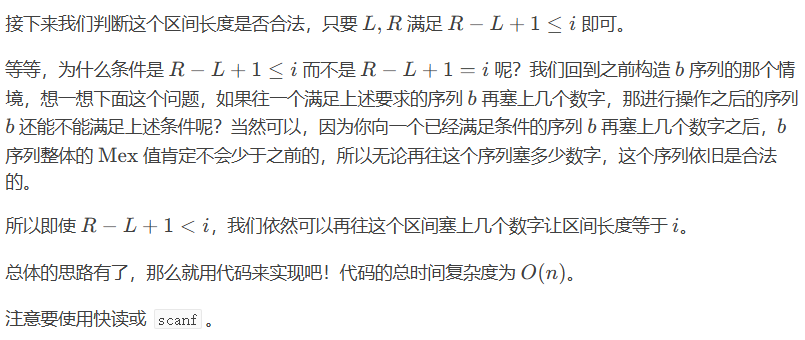 接下来我们判断这个区间长度是否合法，只要 L, R 满足 R − L + 1 ≤ i 即可。
等等，为什么条件是 R − L + 1 ≤ i 而不是 R − L + 1 = i 呢？我们回到之前构造 b 序列的那个情
境，想一想下面这个问题，如果往一个满足上述要求的序列 b 再塞上几个数字，那进行操作之后的序列
b 还能不能满足上述条件呢？当然可以，因为你向一个已经满足条件的序列 b 再塞上几个数字之后，b
序列整体的 Mex 值肯定不会少于之前的，所以无论再往这个序列塞多少数字，这个序列依旧是合法
的。
所以即使 R − L + 1 < i，我们依然可以再往这个区间塞上几个数字让区间长度等于 i。
总体的思路有了，那么就用代码来实现吧！代码的总时间复杂度为 O(n)。
注意要使用快读或 scanf 。